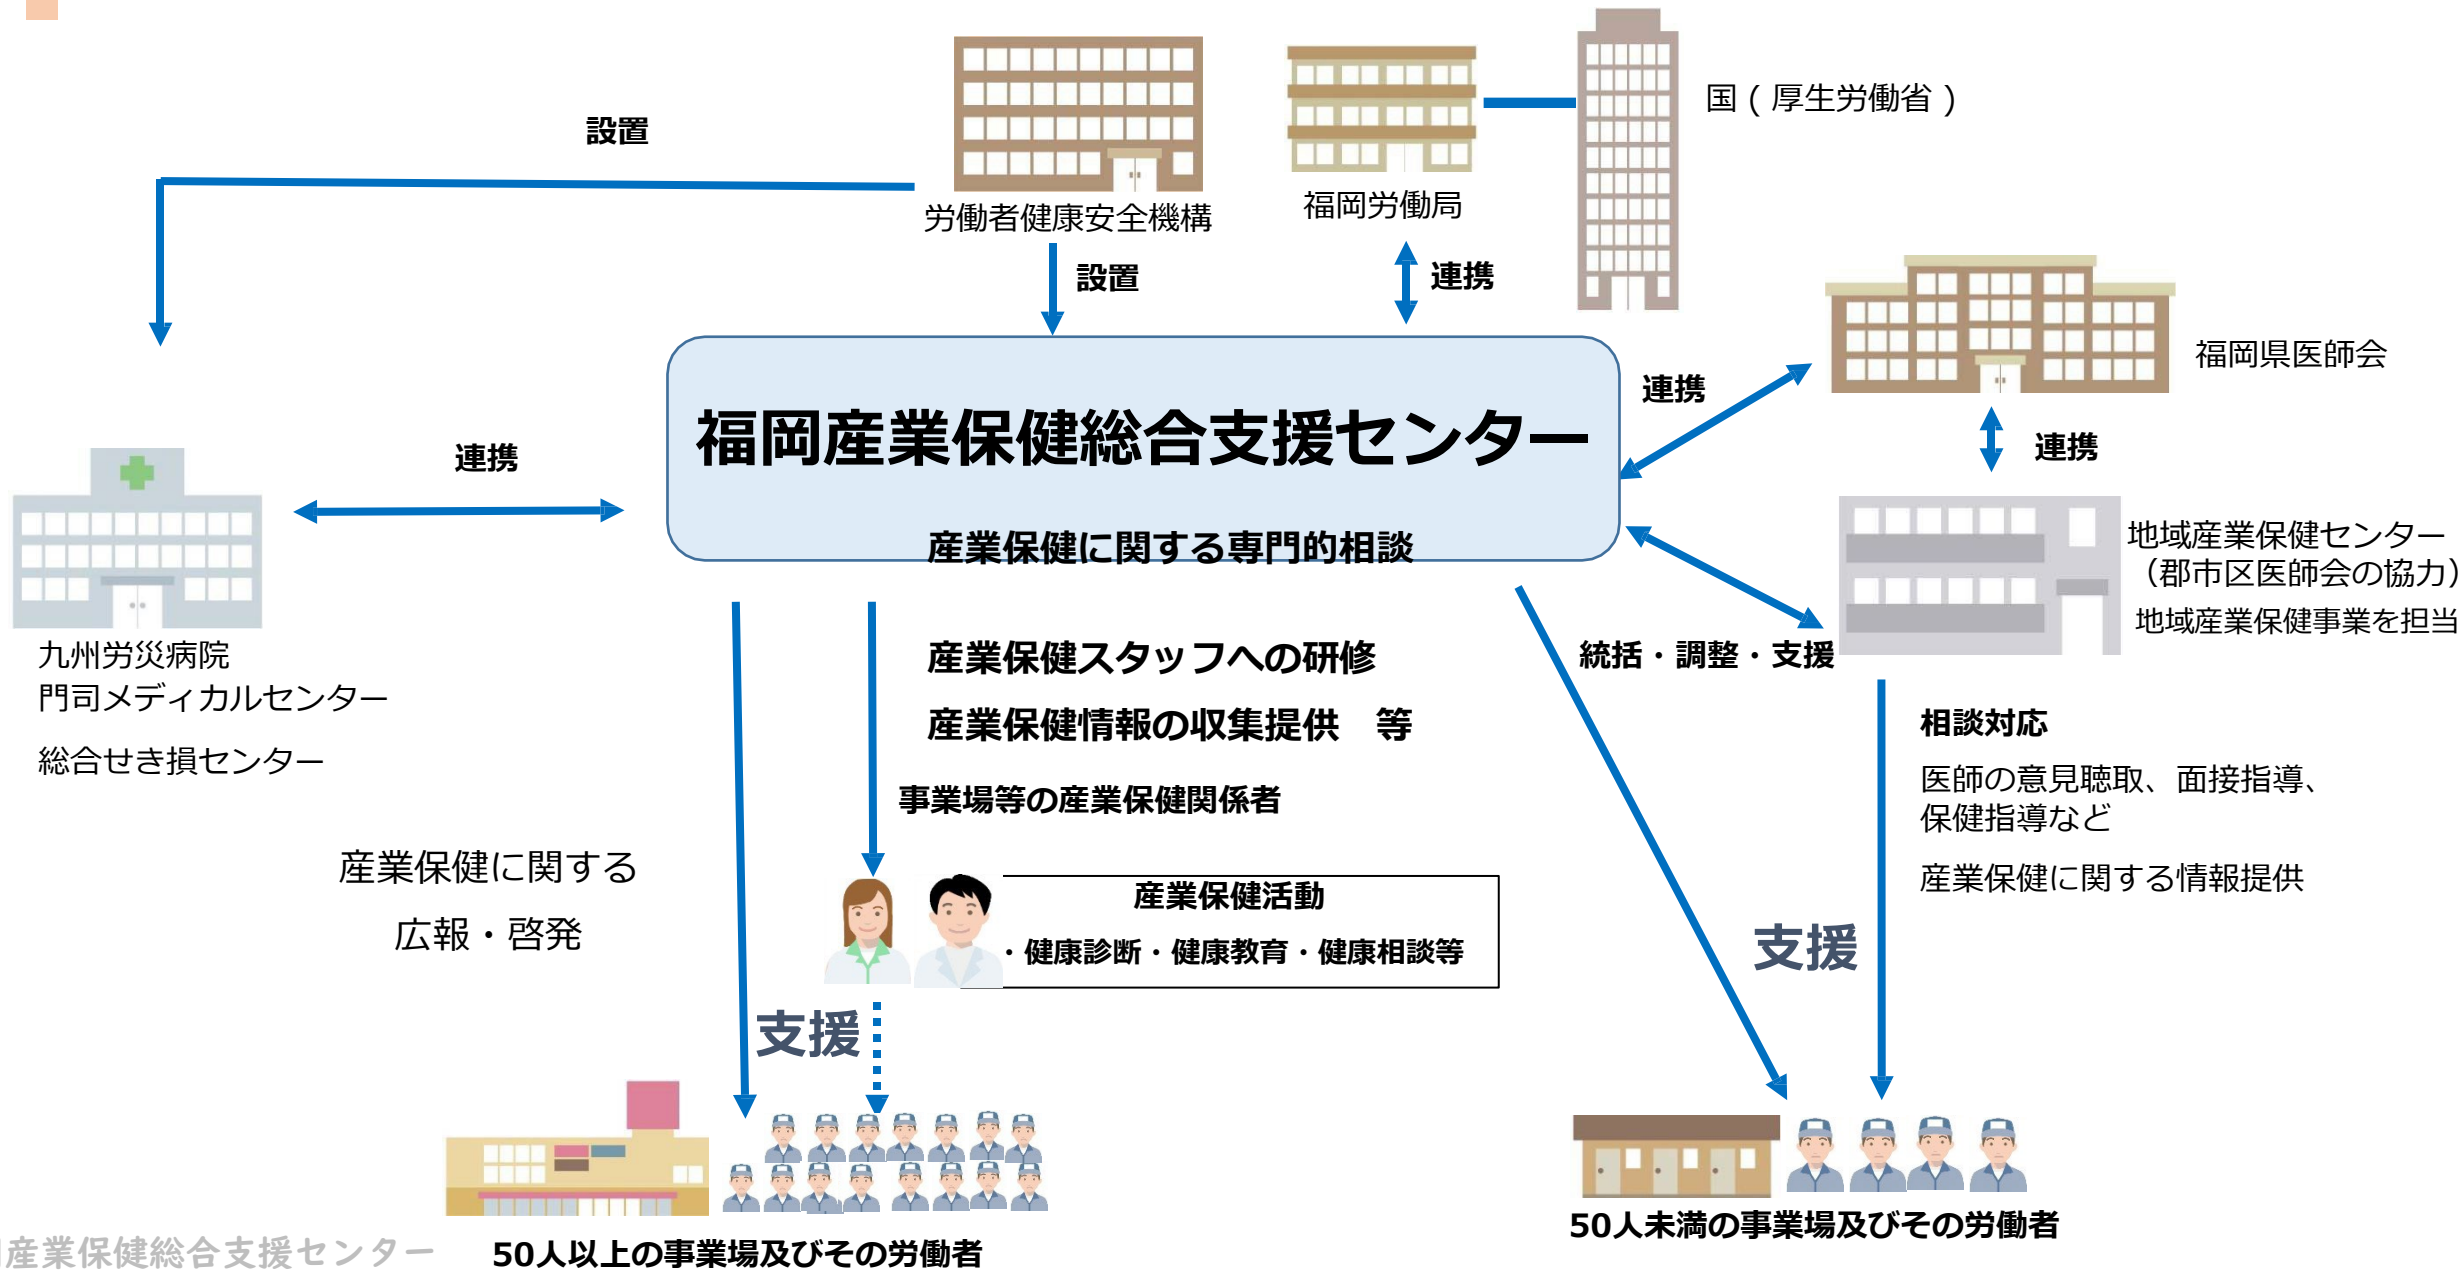 国 ( 厚生労働省 )
設置
労働者健康安全機構
福岡労働局
設置
連携
福岡県医師会
連携
連携
連携
福岡産業保健総合支援センター
産業保健に関する専門的相談
地域産業保健センター
（郡市区医師会の協力）
地域産業保健事業を担当
九州労災病院
門司メディカルセンター
総合せき損センター
産業保健スタッフへの研修
統括・調整・支援
産業保健情報の収集提供　等
相談対応
医師の意見聴取、面接指導、
保健指導など
事業場等の産業保健関係者
産業保健に関する
広報・啓発
産業保健に関する情報提供
産業保健活動
・健康診断・健康教育・健康相談等
支援
支援
50人未満の事業場及びその労働者
50人以上の事業場及びその労働者
産業保健総合支援センター